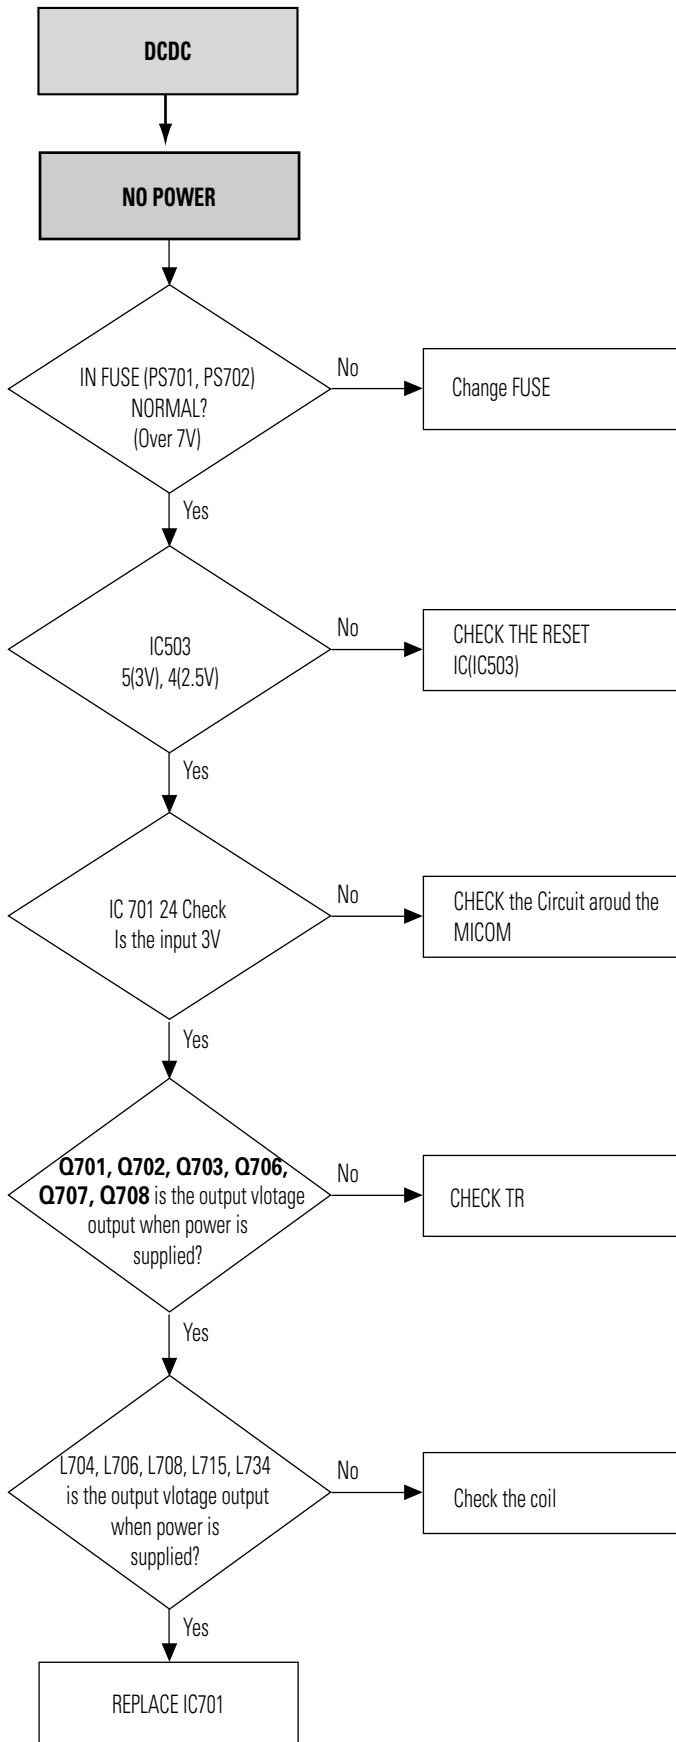 DCDC
NO POWER
IN FUSE (PS701, PS702)
NORMAL?
(Over 7V)
No
Change FUSE
Yes
IC503
5(3V), 4(2.5V)
No
CHECK THE RESET
IC(IC503)
Yes
IC 701 24 Check
Is the input 3V
No
CHECK the Circuit aroud the
MICOM
Yes
Q701, Q702, Q703, Q706,
Q707, Q708 is the output vlotage
output when power is
supplied?
No
CHECK TR
Yes
L704, L706, L708, L715, L734
is the output vlotage output
when power is
supplied?
No
Check the coil
Yes
REPLACE IC701